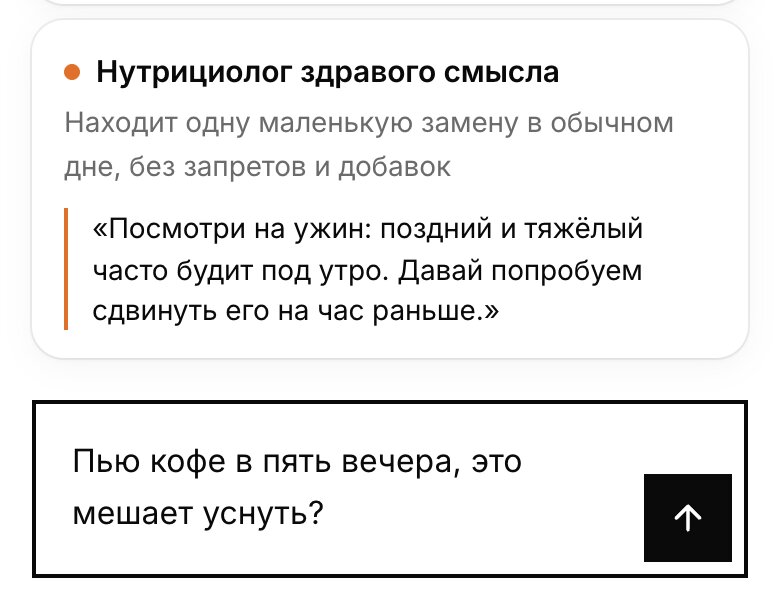 Нутрициолог здравого смысла
Находит одну маленькую замену в обычном
дне, без запретов и добавок
«Посмотри на ужин: поздний и тяжёлый
часто будит под утро. Давай попробуем
сдвинуть его на час раньше.»
Пью кофе в пять вечера, это
мешает уснуть?